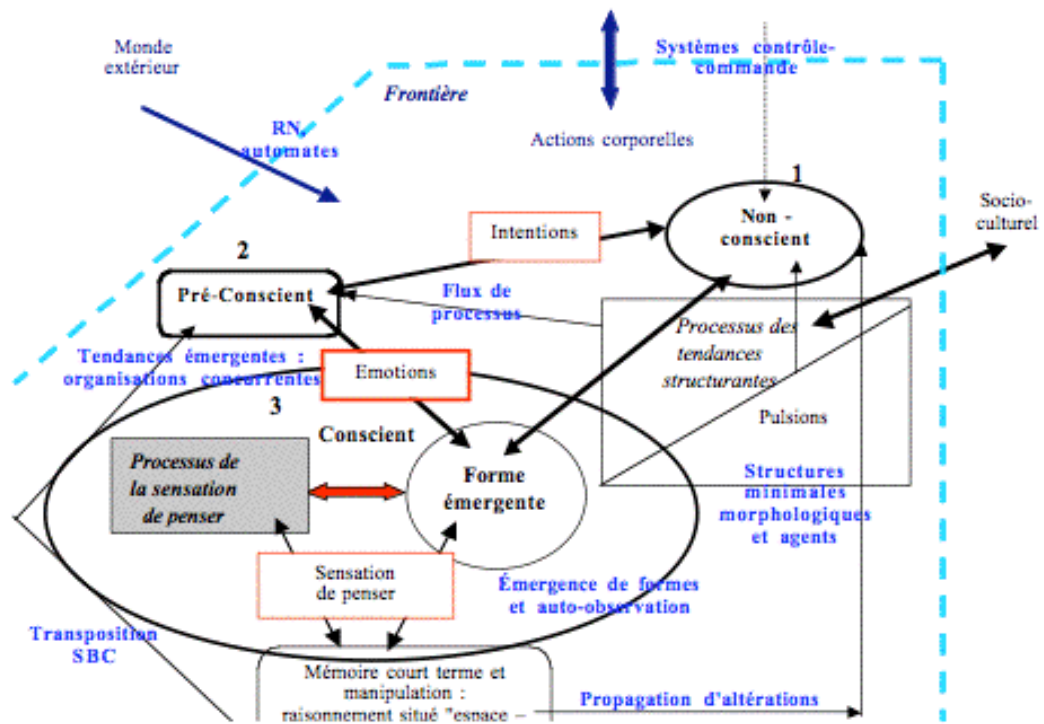 Monde
extérieur
Systèmes contrôle-
commande
Frontière
RN,
automates
Actions corporelles
1
Non -
conscient
Socio-
culturel
Intentions
2
Pré-Conscient
Flux de
processus
Processus des
tendances
structurantes
Tendances émergentes :
organisations concurrentes
Emotions
Pulsions
3
Conscient
Processus de
la sensation
de penser
Forme
émergente
Structures
minimales
morphologiques
et agents
Sensation
de penser
Émergence de formes
et auto-observation
Transposition
SBC
Mémoire court terme et
manipulation :
raisonnement situé "espace –
Propagation d'altérations